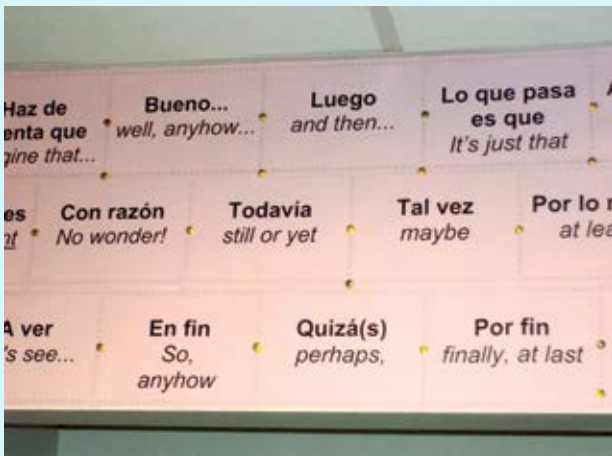 Haz de
enta que
gine that...
Bueno...
well, anyhow...
Luego
and then...
Lo que pasa
es que
It's just that
es
nt
Con razón
No wonder!
Todavía
still or yet
Tal vez
maybe
Por lo
at lea
A ver
's see...
En fin
So,
anyhow
Quizá(s)
perhaps,
Por fin
finally, at last